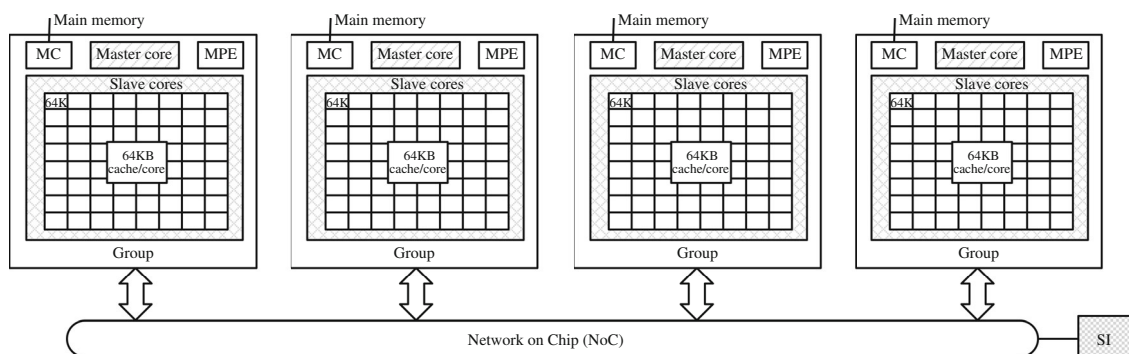 Main memory Main memory Main memory Main memory
MC Master core MPE MC Master core MPE MC Master core MPE MC Master core MPE
Slave cores Slave cores Slave cores Slave cores
64K 64K 64K 64K
64KB 64KB 64KB 64KB
cache/core cache/core cache/core cache/core
Group Group Group Group
Network on Chip (NoC) SI